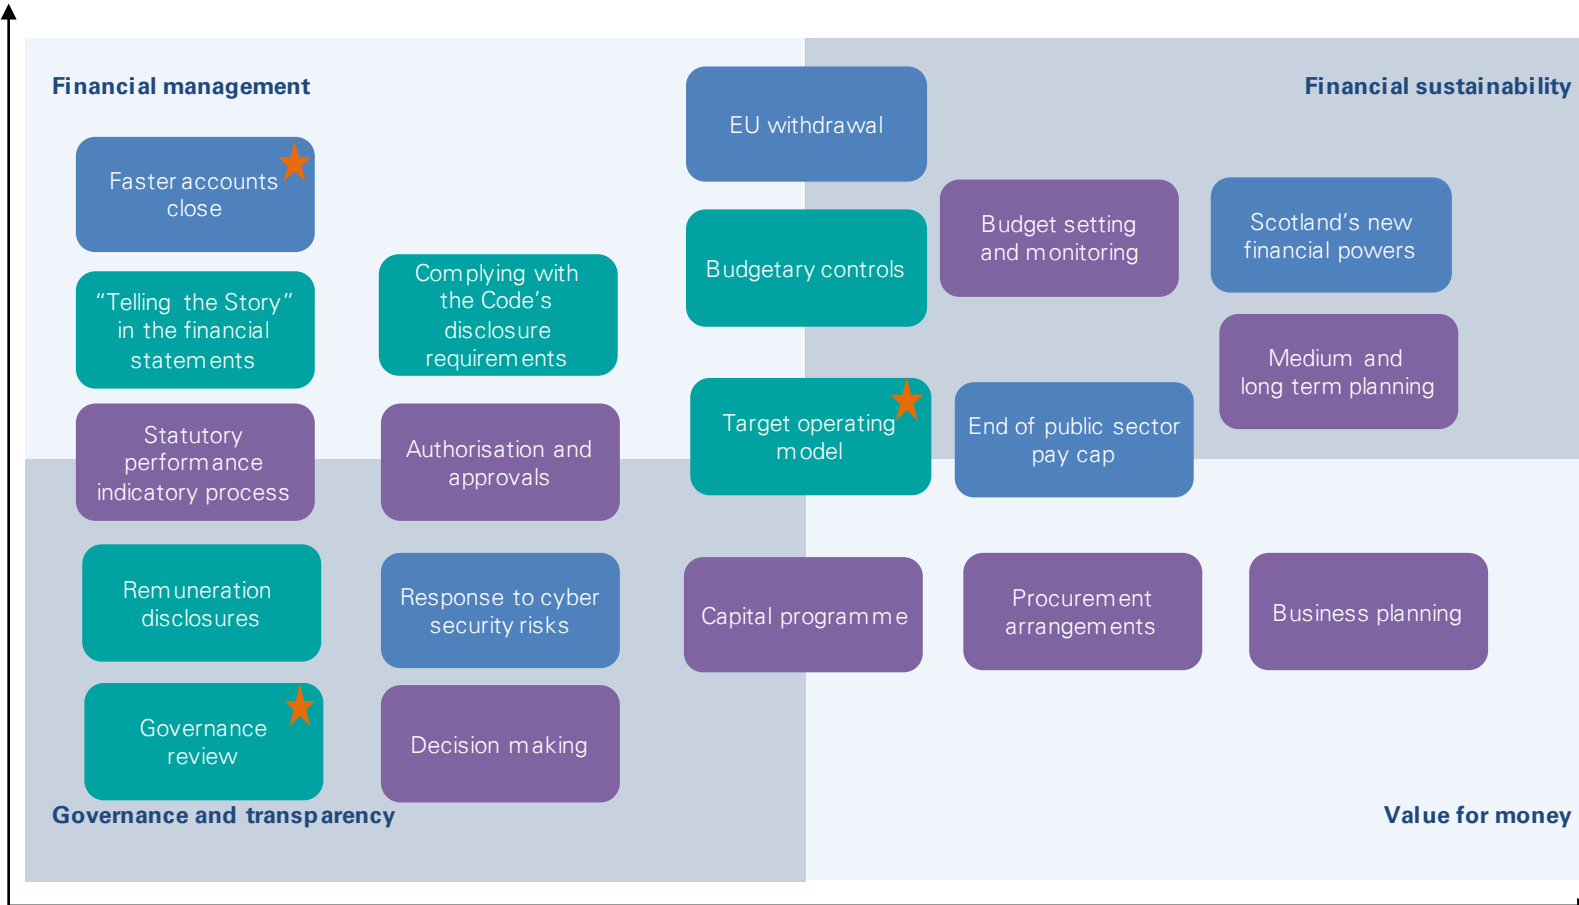 Financial management
Financial sustainability
EU withdrawal
Faster accounts
close
Budget setting
and monitoring
Scotland's new
financial powers
Budgetary controls
Complying with
the Code's
disclosure
requirements
"Telling the Story"
in the financial
statements
Medium and
long term planning
Target operating
model
End of public sector
pay cap
Statutory
performance
indicatory process
Authorisation and
approvals
Remuneration
disclosures
Response to cyber
security risks
Capital programme
Procurement
arrangements
Business planning
Governance
review
Decision making
Governance and transparency
Value for money